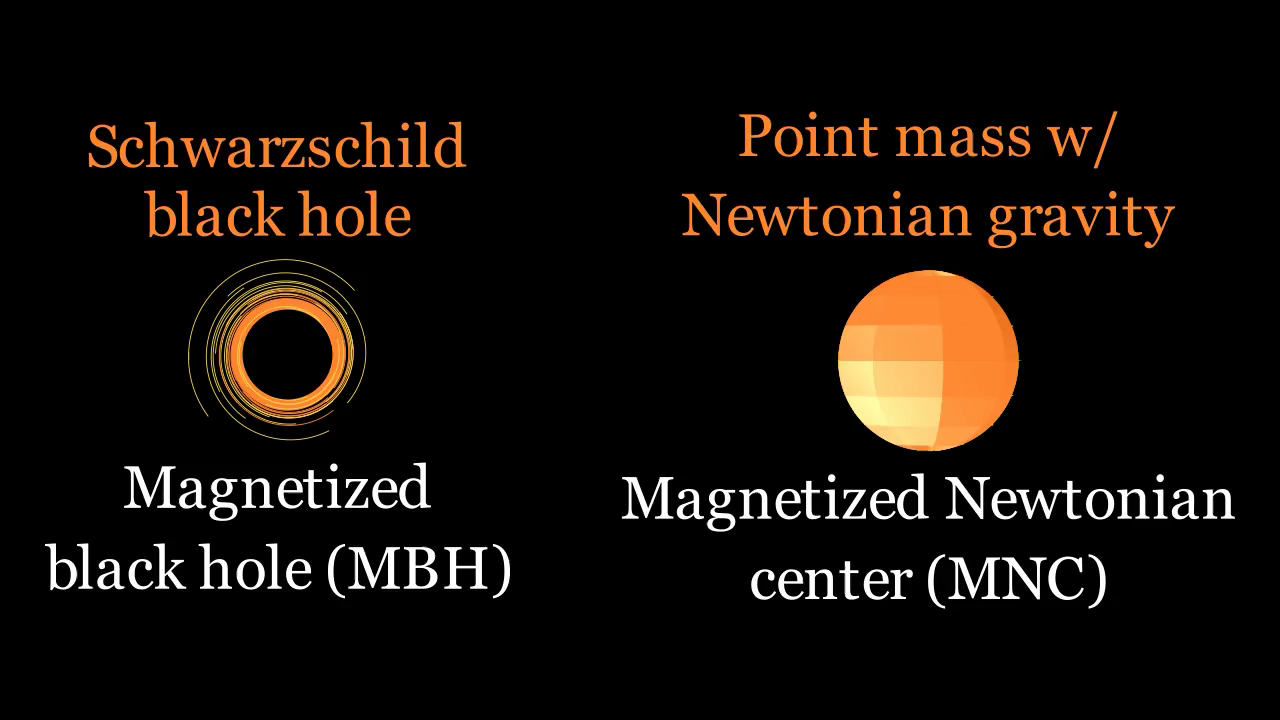 Schwarzschild
black hole
Magnetized
black hole (MBH)
Point mass w/
Newtonian gravity
Magnetized Newtonian
center (MNC)